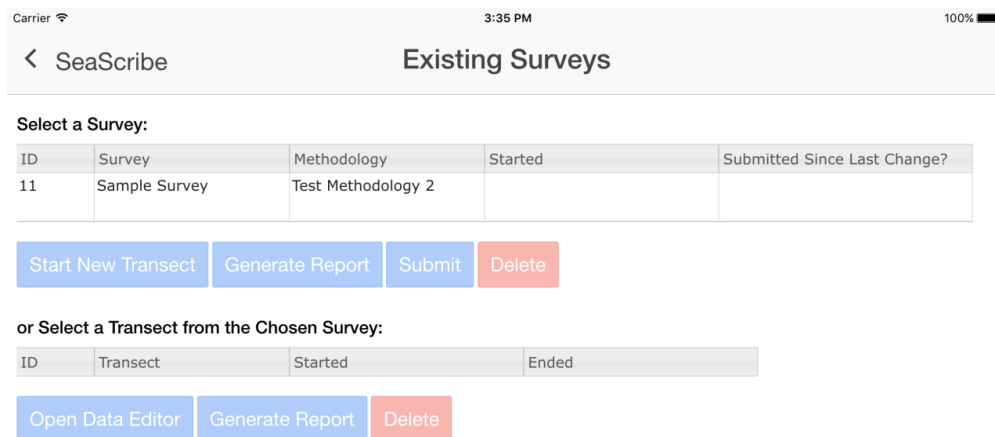 Carrier 3:35 PM 100%
SeaScribe Existing Surveys
Select a Survey:
ID Survey Methodology Started Submitted Since Last Change?
11 Sample Survey Test Methodology 2
Start New Transect Generate Report Submit Delete
or Select a Transect from the Chosen Survey:
ID Transect Started Ended
Open Data Editor Generate Report Delete